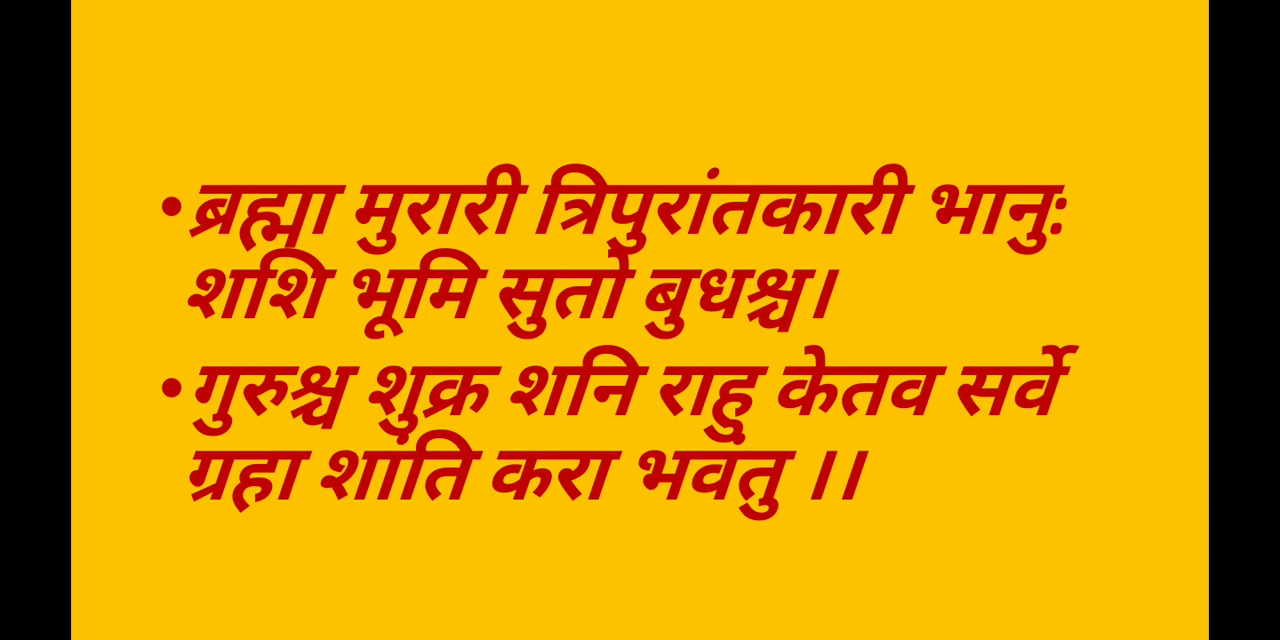 •ब्रह्मा मुरारी त्रिपुरांतकारी भानुः
शशि भूमि सुतो बुधश्च।
•गुरुश्च शुक्र शनि राहु केतव सर्वे
ग्रहा शांति करा भवंतु ।।